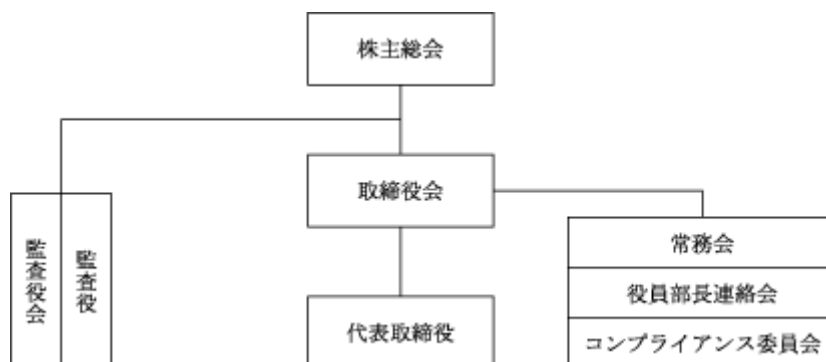 株主総会
取締役会
監査役会
監査役
常務会
役員部長連絡会
代表取締役
コンプライアンス委員会